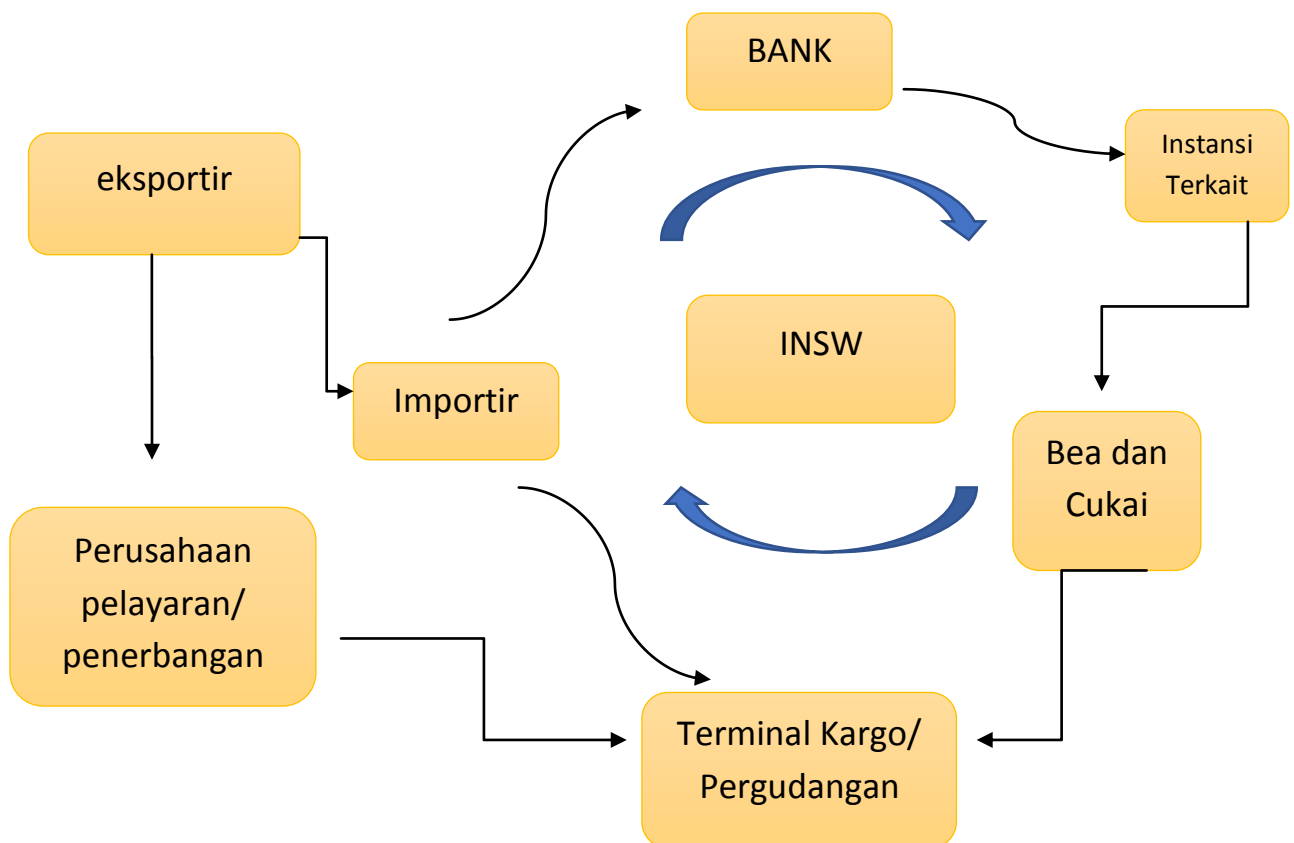 BANK
Instansi
Terkait
eksportir
INSW
Importir
Bea dan
Cukai
Perusahaan
pelayaran/
penerbangan
Terminal Kargo/
Pergudangan